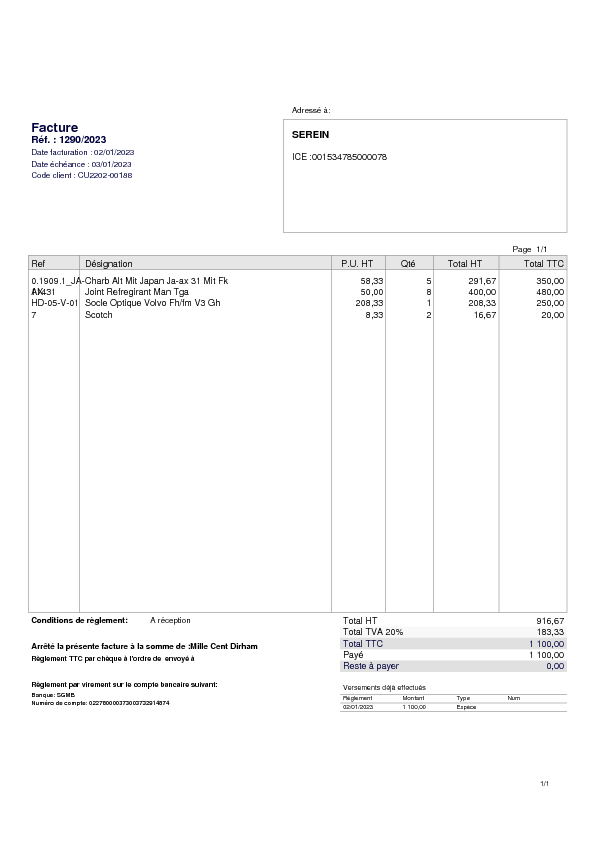 Adressé à:
Facture
Réf. : 1290/2023
Date facturation : 02/01/2023
Date échéance : 03/01/2023
Code client : CU2202-00188
SEREIN
ICE :001534785000078
Page 1/1
Ref Désignation P.U. HT Qté Total HT Total TTC
0.1909.1_JA- Charb Alt Mit Japan Ja-ax 31 Mit Fk 58,33 5 291,67 350,00
Joint Refregirant Man Tga 50,00 8 400,00 480,00
HD-05-V-01 Socle Optique Volvo Fh/fm V3 Gh 208,33 1 208,33 250,00
7 Scotch 8,33 2 16,67 20,00
Conditions de règlement: A réception
Total HT 916,67
Total TVA 20% 183,33
Total TTC 1 100,00
Payé 1 100,00
Reste à payer 0,00
Arrêté la présente facture à la somme de :Mille Cent Dirham
Règlement TTC par chèque à l'ordre de envoyé à
Règlement par virement sur le compte bancaire suivant:
Banque: SGMB
Numéro de compte: 022780000373003732914874
Versements déjà effectués
Règlement Montant Type Num
02/01/2023 1 100,00 Espèce
1/1